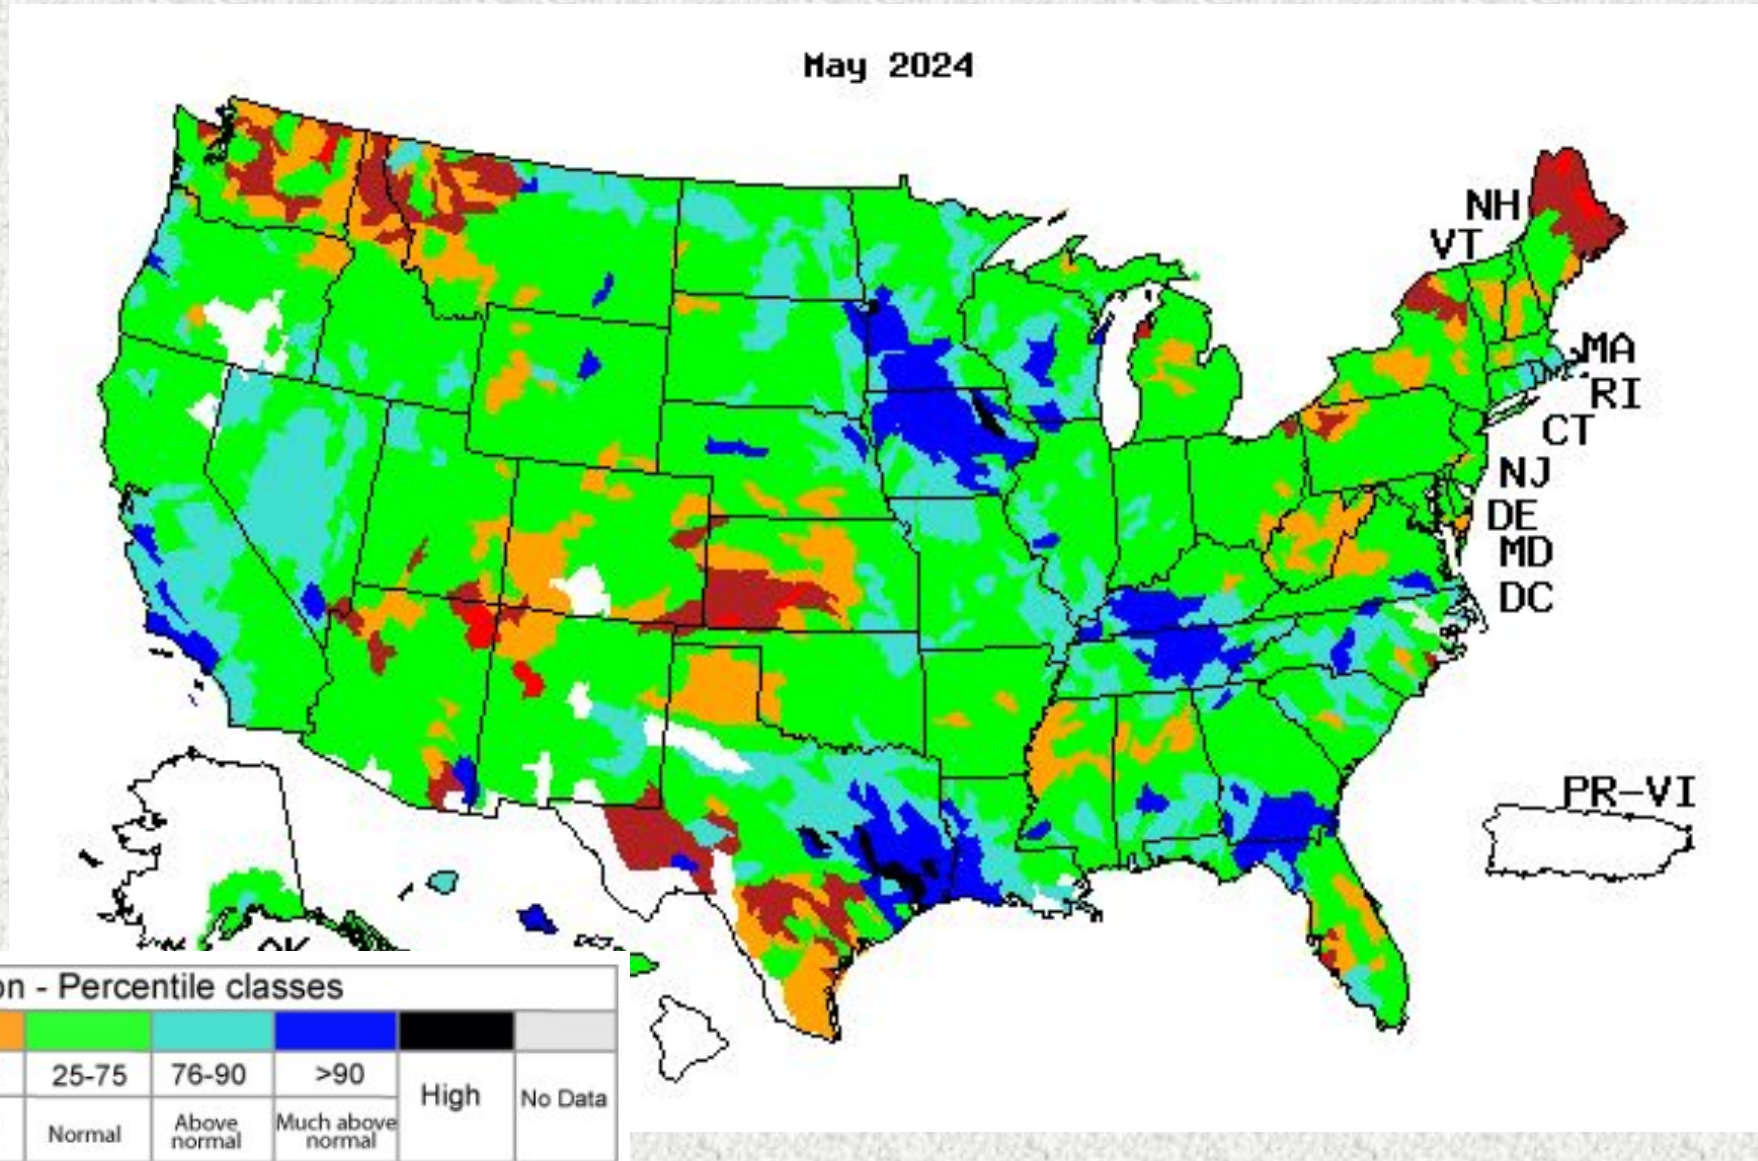 May 2024
NH
VT
MA
RI
CT
NJ
DE
MD
DC
PR-VI
on - Percentile classes
25-75
76-90
>90
High
No Data
Normal
Above
normal
Much above
normal